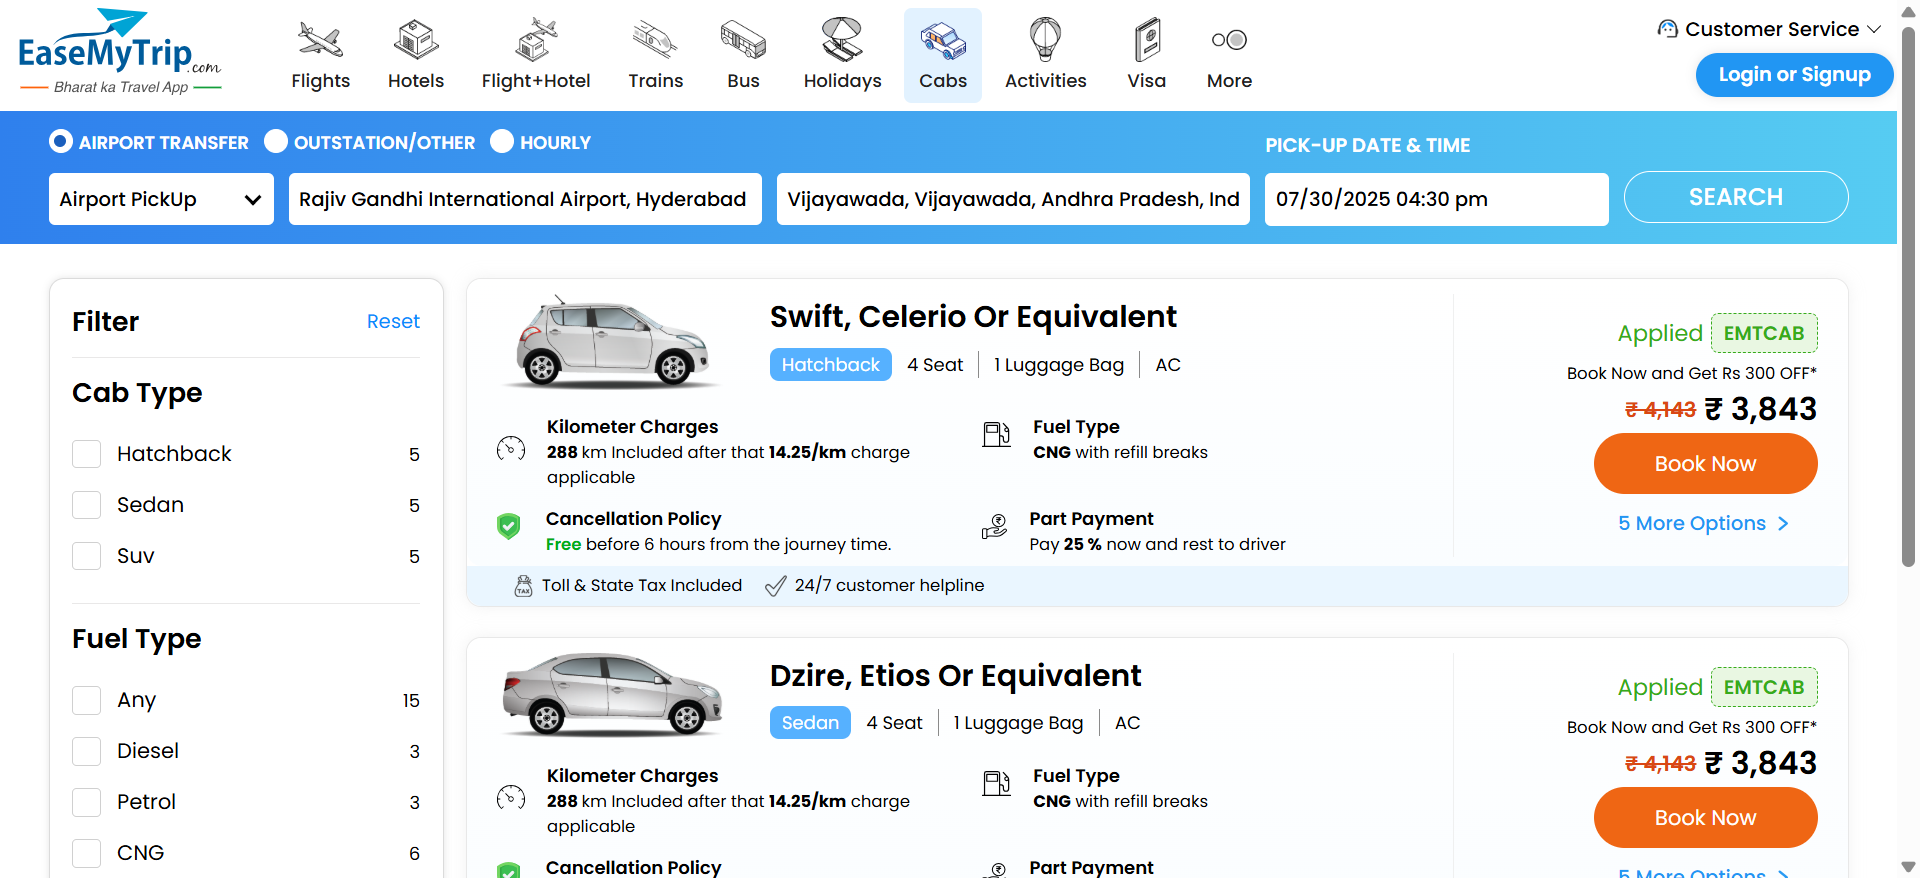 EaseMyTrip.com
Bharat ka Travel App
Flights
Hotels
Flight+Hotel
Trains
Bus
Holidays
Cabs
Activities
Visa
More
Customer Service
Login or Signup
AIRPORT TRANSFER
OUTSTATION/OTHER
HOURLY
PICK-UP DATE & TIME
Airport PickUp
Rajiv Gandhi International Airport, Hyderabad
Vijayawada, Vijayawada, Andhra Pradesh, Ind
07/30/2025 04:30 pm
SEARCH
Filter
Reset
Cab Type
Hatchback 5
Sedan 5
Suv 5
Fuel Type
Any 15
Diesel 3
Petrol 3
CNG 6
Swift, Celerio Or Equivalent
Hatchback 4 Seat 1 Luggage Bag AC
Kilometer Charges
288 km Included after that 14.25/km charge
applicable
Fuel Type
CNG with refill breaks
Cancellation Policy
Free before 6 hours from the journey time.
Part Payment
Pay 25 % now and rest to driver
TAX Toll & State Tax Included
24/7 customer helpline
Applied EMTCAB
Book Now and Get Rs 300 OFF*
₹ 4,143 ₹ 3,843
Book Now
5 More Options
Dzire, Etios Or Equivalent
Sedan 4 Seat 1 Luggage Bag AC
Kilometer Charges
288 km Included after that 14.25/km charge
applicable
Fuel Type
CNG with refill breaks
Cancellation Policy
Part Payment
Applied EMTCAB
Book Now and Get Rs 300 OFF*
₹ 4,143 ₹ 3,843
Book Now
5 More Options